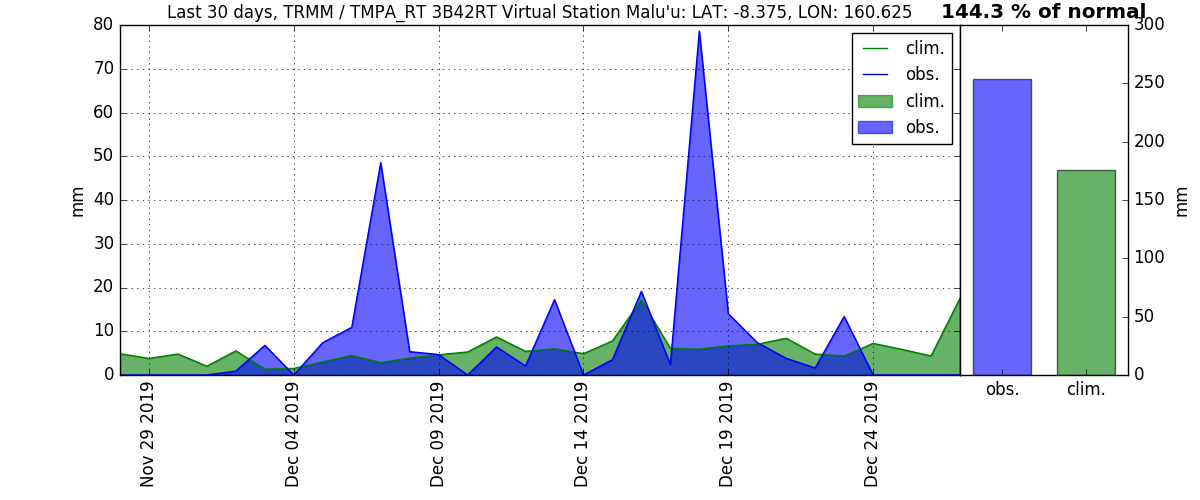 Last 30 days, TRMM / TMPA_RT 3B42RT Virtual Station Malu'u: LAT: -8.375, LON: 160.625
144.3 % of normal
80
70
60
50
40
30
20
10
0
mm
clim.
obs.
clim.
obs.
Nov 29 2019
Dec 04 2019
Dec 09 2019
Dec 14 2019
Dec 19 2019
Dec 24 2019
300
250
200
150
100
50
0
mm
obs.
clim.